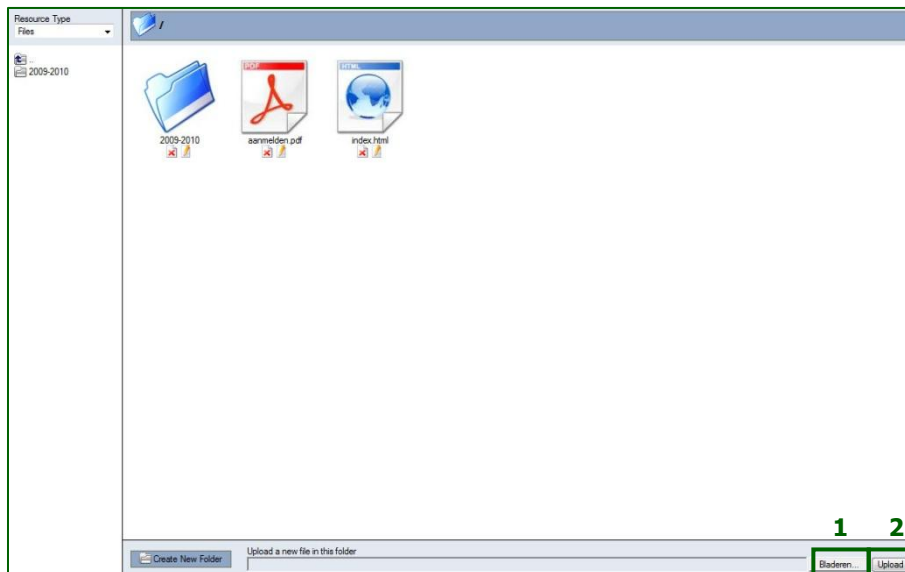 Resource Type
Files
/
..
2009-2010
PDF
HTML
2009-2010
aanmelden.pdf
index.html
1 2
Create New Folder
Upload a new file in this folder
Bladeren...
Upload